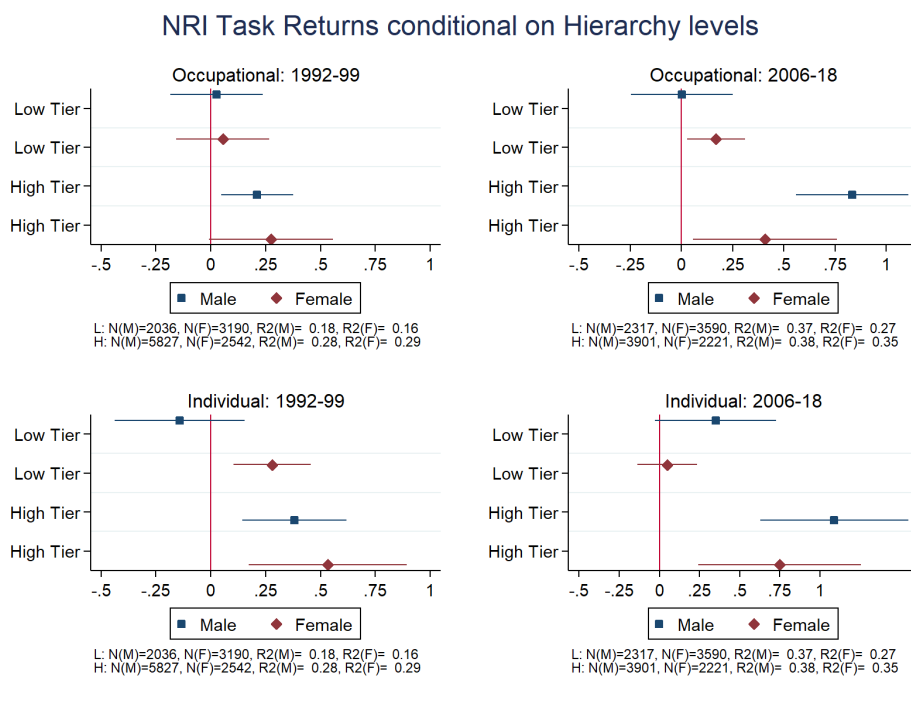 NRI Task Returns conditional on Hierarchy levels
Occupational: 1992-99
Low Tier
Low Tier
High Tier
High Tier
-.5 -.25 0 .25 .5 .75 1
Male Female
L: N(M)=2036, N(F)=3190, R2(M)= 0.18, R2(F)= 0.16
H: N(M)=5827, N(F)=2542, R2(M)= 0.28, R2(F)= 0.29
Occupational: 2006-18
Low Tier
Low Tier
High Tier
High Tier
-.5 -.25 0 .25 .5 .75 1
Male Female
L: N(M)=2317, N(F)=3590, R2(M)= 0.37, R2(F)= 0.27
H: N(M)=3901, N(F)=2221, R2(M)= 0.38, R2(F)= 0.35
Individual: 1992-99
Low Tier
Low Tier
High Tier
High Tier
-.5 -.25 0 .25 .5 .75 1
Male Female
L: N(M)=2036, N(F)=3190, R2(M)= 0.18, R2(F)= 0.16
H: N(M)=5827, N(F)=2542, R2(M)= 0.28, R2(F)= 0.29
Individual: 2006-18
Low Tier
Low Tier
High Tier
High Tier
-.5 -.25 0 .25 .5 .75 1
Male Female
L: N(M)=2317, N(F)=3590, R2(M)= 0.37, R2(F)= 0.27
H: N(M)=3901, N(F)=2221, R2(M)= 0.38, R2(F)= 0.35